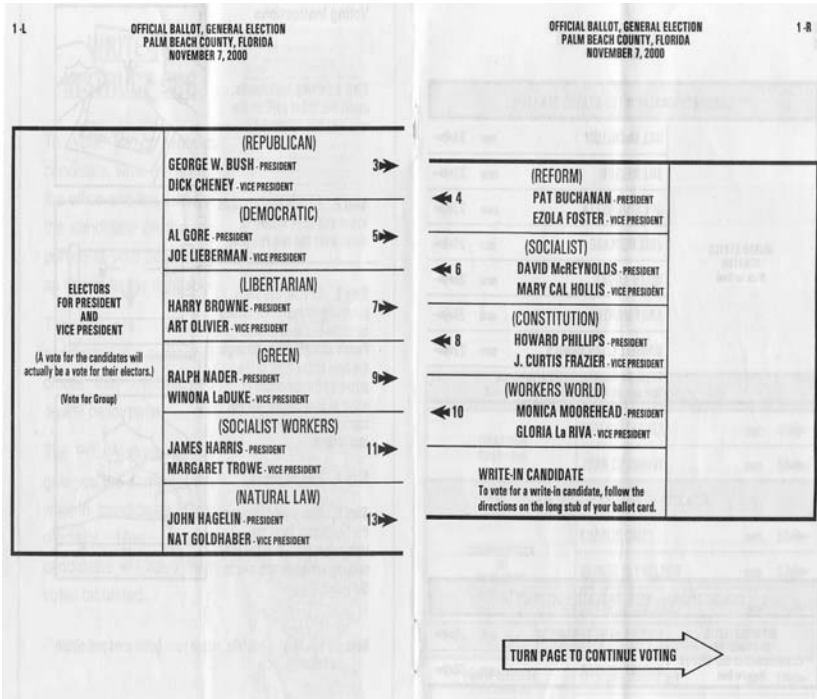 1-L
OFFICIAL BALLOT, GENERAL ELECTION
PALM BEACH COUNTY, FLORIDA
NOVEMBER 7, 2000
ELECTORS
FOR PRESIDENT
AND
VICE PRESIDENT
(A vote for the candidates will
actually be a vote for their electors.)
(Vote for Group)
(REPUBLICAN)
GEORGE W. BUSH - PRESIDENT 3
DICK CHENEY - VICE PRESIDENT
(DEMOCRATIC)
AL GORE - PRESIDENT 5
JOE LIEBERMAN - VICE PRESIDENT
(LIBERTARIAN)
HARRY BROWNE - PRESIDENT 7
ART OLIVIER - VICE PRESIDENT
(GREEN)
RALPH NADER - PRESIDENT 9
WINONA LaDUKE - VICE PRESIDENT
(SOCIALIST WORKERS)
JAMES HARRIS - PRESIDENT 11
MARGARET TROWE - VICE PRESIDENT
(NATURAL LAW)
JOHN HAGELIN - PRESIDENT 13
NAT GOLDHABER - VICE PRESIDENT
OFFICIAL BALLOT, GENERAL ELECTION
PALM BEACH COUNTY, FLORIDA
NOVEMBER 7, 2000
1-R
(REFORM)
4 PAT BUCHANAN - PRESIDENT
EZOLA FOSTER - VICE PRESIDENT
(SOCIALIST)
6 DAVID McREYNOLDS - PRESIDENT
MARY CAL HOLLIS - VICE PRESIDENT
(CONSTITUTION)
8 HOWARD PHILLIPS - PRESIDENT
J. CURTIS FRAZIER - VICE PRESIDENT
(WORKERS WORLD)
10 MONICA MOOREHEAD - PRESIDENT
GLORIA La RIVA - VICE PRESIDENT
WRITE-IN CANDIDATE
To vote for a write-in candidate, follow the
directions on the long stub of your ballot card.
TURN PAGE TO CONTINUE VOTING